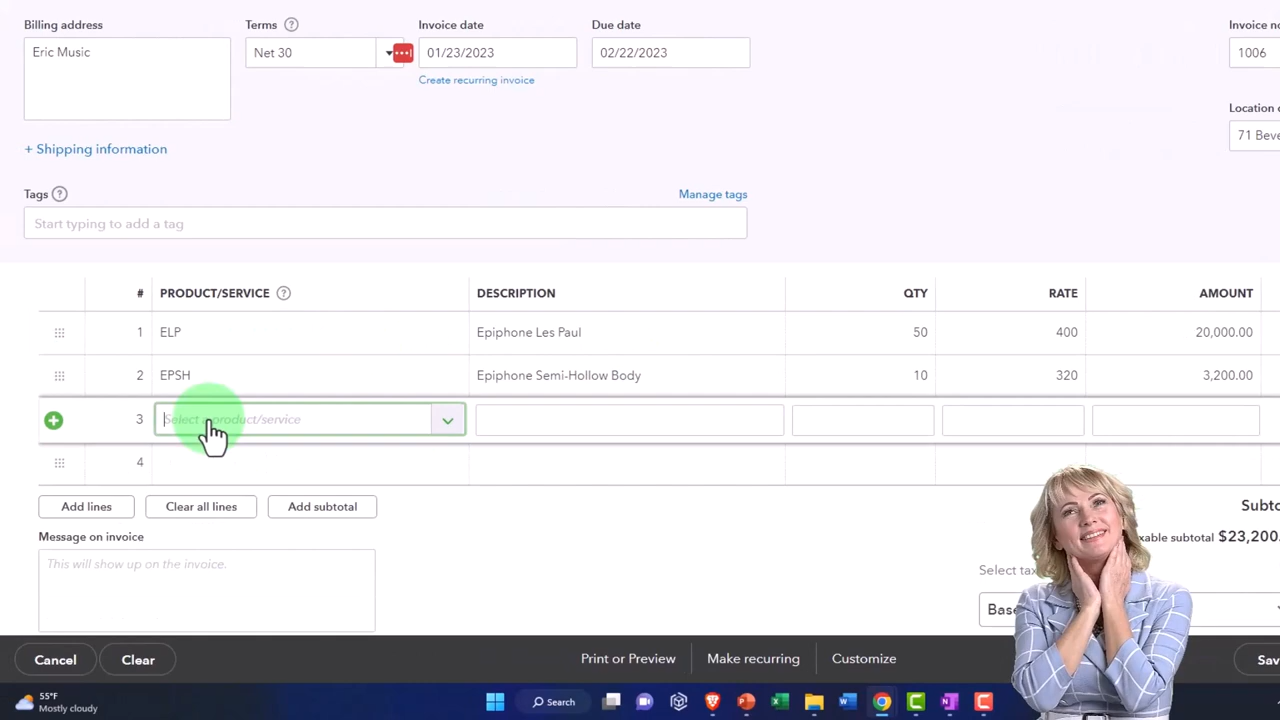 Billing address
Terms
Invoice date
Due date
Invoice no
Eric Music
Net 30
01/23/2023
02/22/2023
1006
Create recurring invoice
Location
+ Shipping information
71 Beve
Tags
Manage tags
Start typing to add a tag
# PRODUCT/SERVICE DESCRIPTION QTY RATE AMOUNT
1 ELP Epiphone Les Paul 50 400 20,000.00
2 EPSH Epiphone Semi-Hollow Body 10 320 3,200.00
3 Select a product/service
4
Add lines
Clear all lines
Add subtotal
Subto
Message on invoice
xable subtotal $23,200.
This will show up on the invoice.
Select tax
Base
Cancel
Clear
Print or Preview
Make recurring
Customize
Sav
55°F
Mostly cloudy
Search